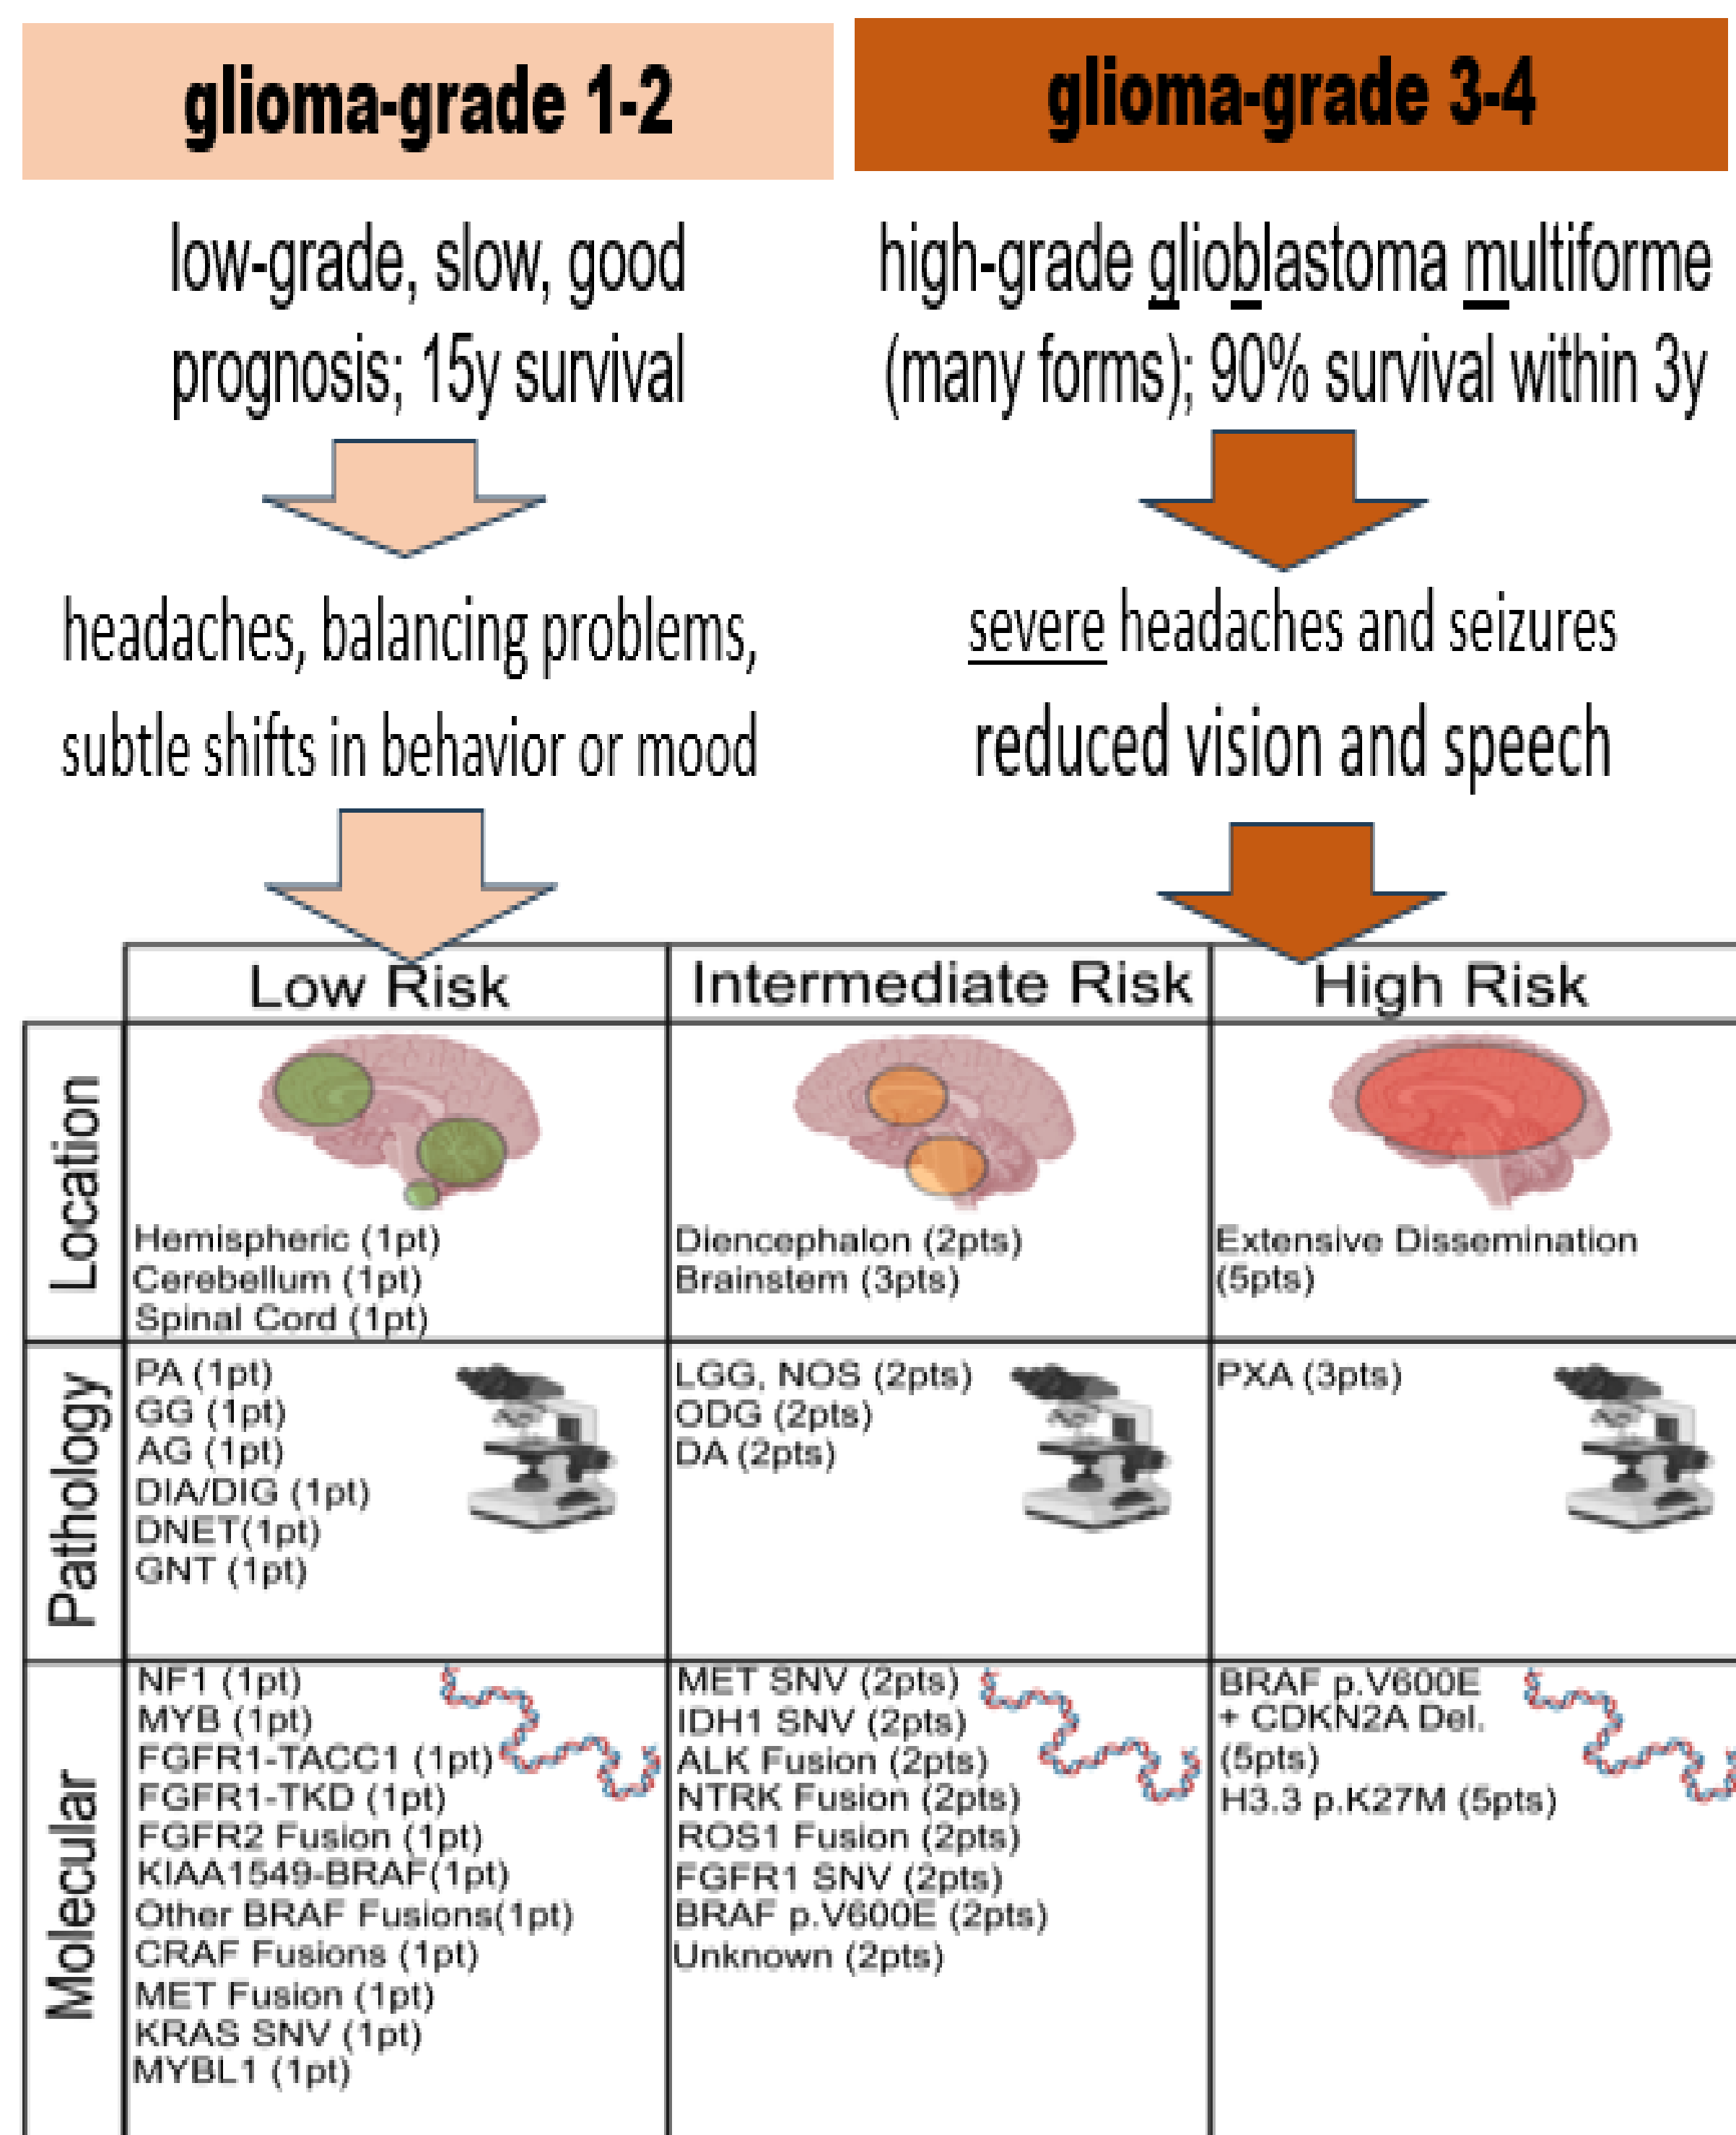 glioma-grade 1-2
low-grade, slow, good
prognosis; 15y survival
headaches, balancing problems,
subtle shifts in behavior or mood
glioma-grade 3-4
high-grade glioblastoma multiforme
(many forms); 90% survival within 3y
severe headaches and seizures
reduced vision and speech
Low Risk
Intermediate Risk
High Risk
Location
Hemispheric (1pt)
Cerebellum (1pt)
Spinal Cord (1pt)
Diencephalon (2pts)
Brainstem (3pts)
Extensive Dissemination
(5pts)
Pathology
PA (1pt)
GG (1pt)
AG (1pt)
DIA/DIG (1pt)
DNET(1pt)
GNT (1pt)
LGG, NOS (2pts)
ODG (2pts)
DA (2pts)
PXA (3pts)
Molecular
NF1 (1pt)
MYB (1pt)
FGFR1-TACC1 (1pt)
FGFR1-TKD (1pt)
FGFR2 Fusion (1pt)
KIAA1549-BRAF(1pt)
Other BRAF Fusions(1pt)
CRAF Fusions (1pt)
MET Fusion (1pt)
KRAS SNV (1pt)
MYBL1 (1pt)
MET SNV (2pts)
IDH1 SNV (2pts)
ALK Fusion (2pts)
NTRK Fusion (2pts)
ROS1 Fusion (2pts)
FGFR1 SNV (2pts)
BRAF p.V600E (2pts)
Unknown (2pts)
BRAF p.V600E
+ CDKN2A Del.
(5pts)
H3.3 p.K27M (5pts)